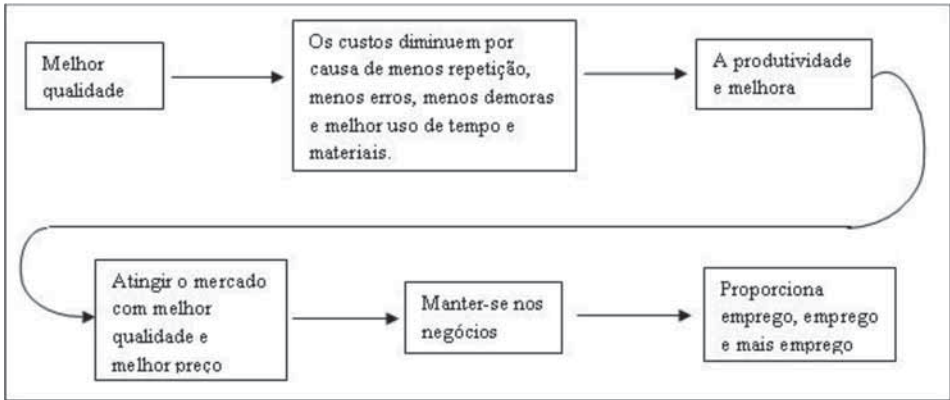 Melhor
qualidade
Os custos diminuem por
causa de menos repetição,
menos erros, menos demoras
e melhor uso de tempo e
materiais.
A produtividade
e melhora
Atingir o mercado
com melhor
qualidade e
melhor preço
Manter-se nos
negócios
Proporciona
emprego, emprego
e mais emprego